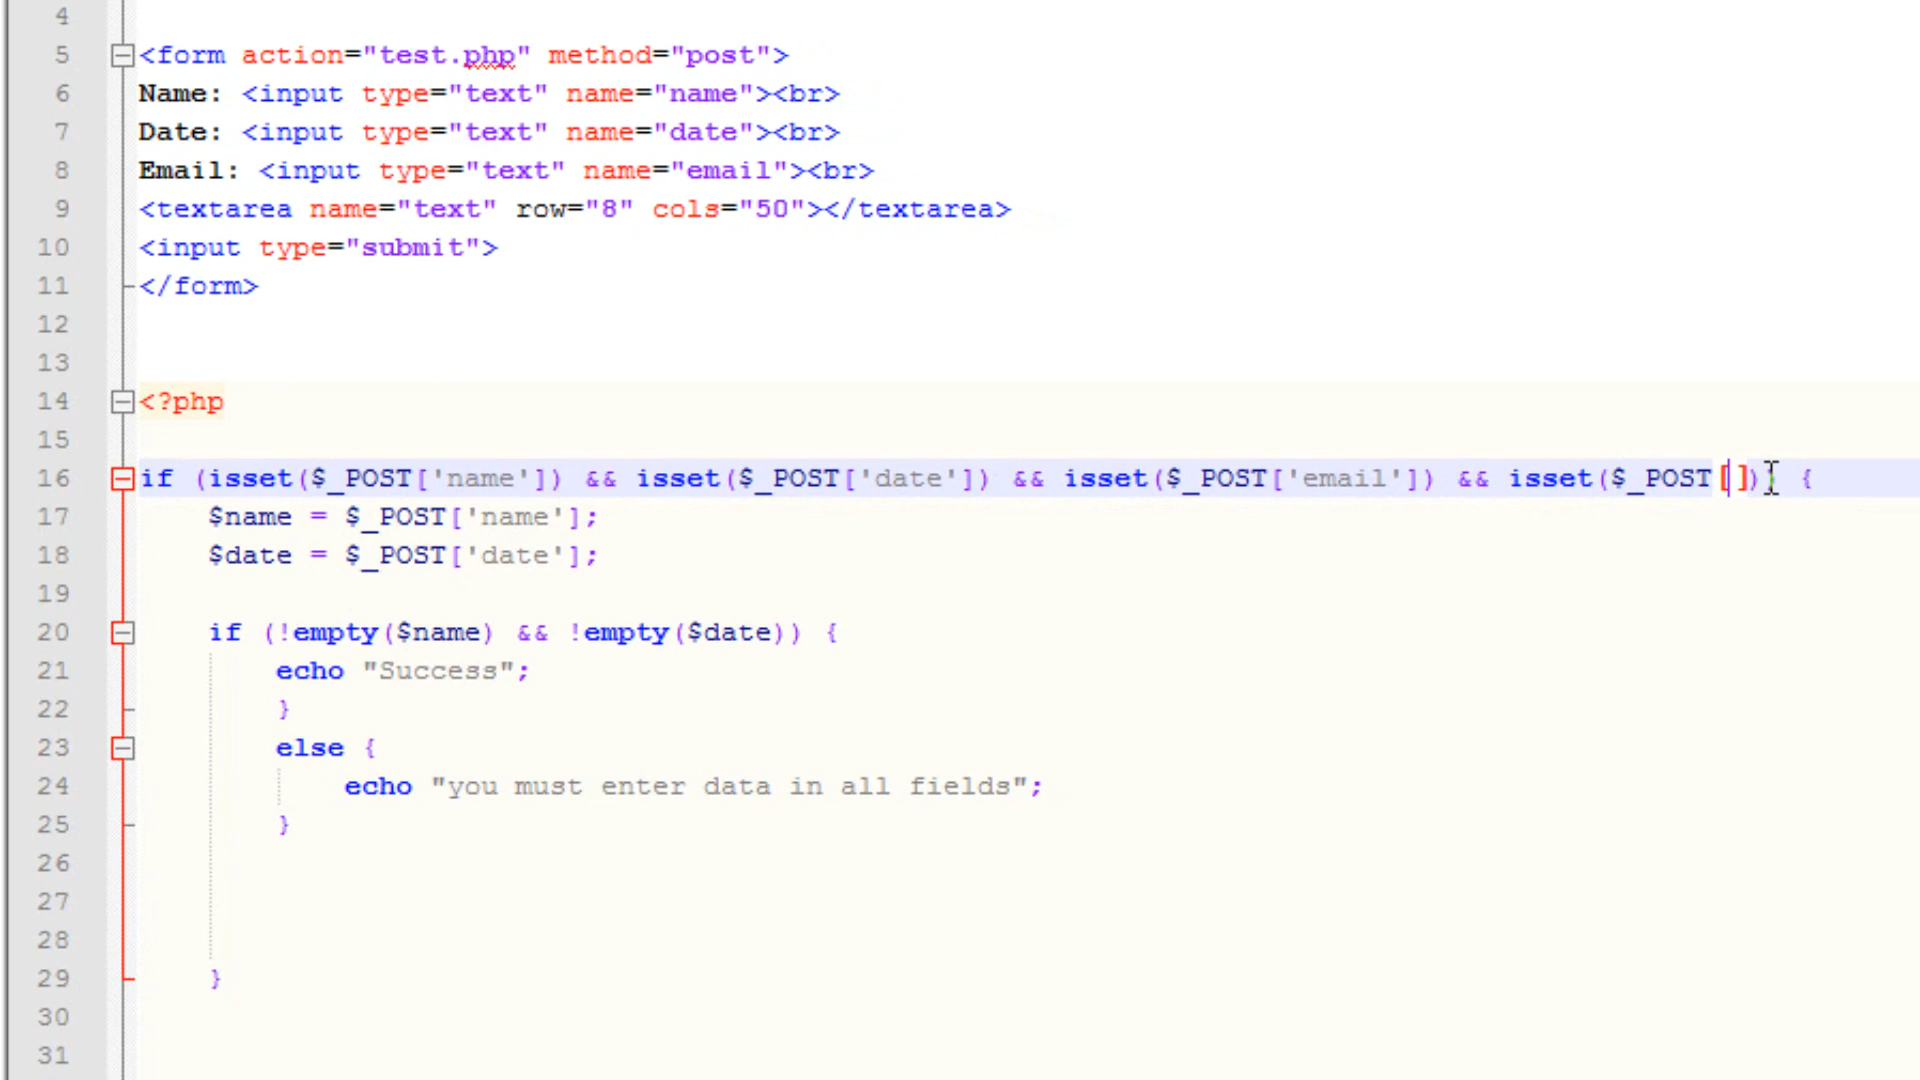 4
5 <form action="test.php" method="post">
6 Name: <input type="text" name="name"><br>
7 Date: <input type="text" name="date"><br>
8 Email: <input type="text" name="email"><br>
9 <textarea name="text" row="8" cols="50"></textarea>
10 <input type="submit">
11 </form>
12
13
14 <?php
15
16 if (isset($_POST['name']) && isset($_POST['date']) && isset($_POST['email']) && isset($_POST[])) {
17 $name = $_POST['name'];
18 $date = $_POST['date'];
19
20 if (!empty($name) && !empty($date)) {
21 echo "Success";
22 }
23 else {
24 echo "you must enter data in all fields";
25 }
26
27
28
29 }
30
31